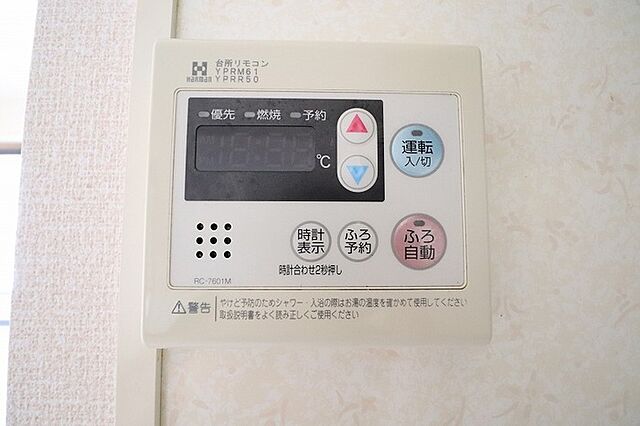 台所リモコン
HARMAN YPRM61
YPRR50
優先 燃焼 予約
℃
運転
入/切
時計
表示
ふろ
予約
ふろ
自動
時計合わせ2秒押し
RC-7601M
警告 やけど予防のためシャワー・入浴の際はお湯の温度を確かめて使用してください
取扱説明書をよく読み正しくご使用ください